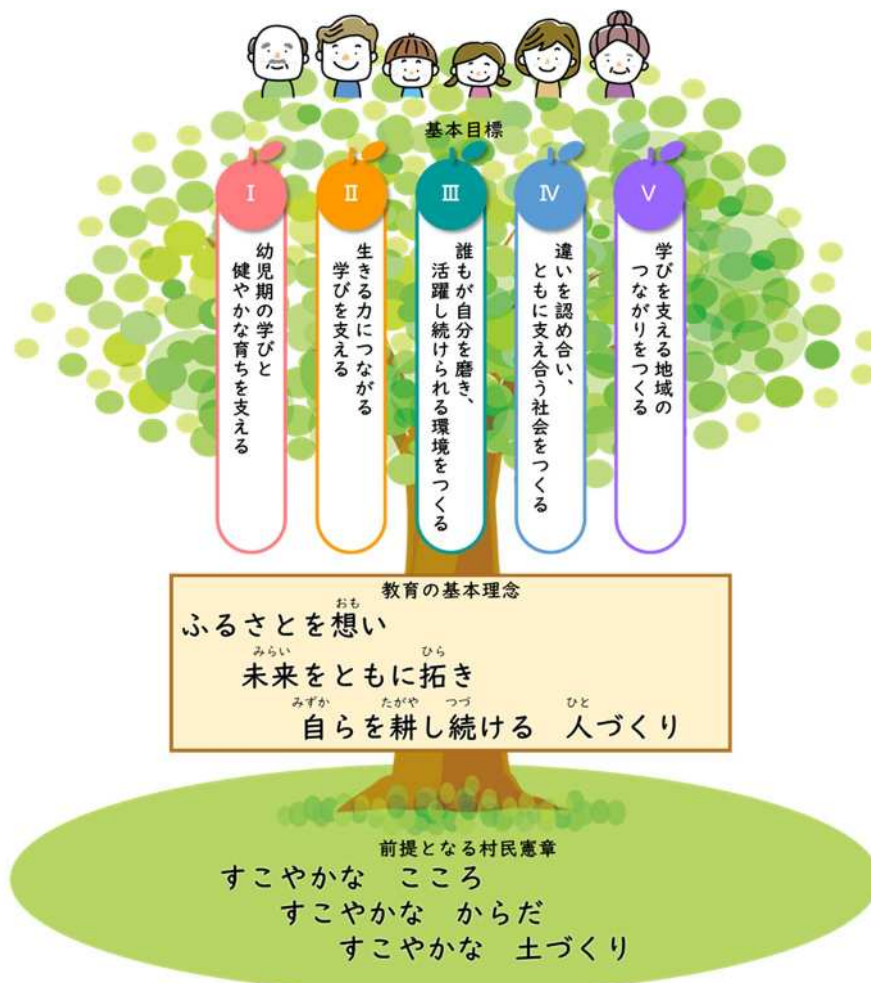 基本目標
Ⅰ
幼児期の学びと
健やかな育ちを支える
Ⅱ
生きる力につながる
学びを支える
Ⅲ
誰もが自分を磨き、
活躍し続けられる環境をつくる
Ⅳ
違いを認め合い、
ともに支え合う社会をつくる
Ⅴ
学びを支える地域の
つながりをつくる
教育の基本理念
おも
ふるさとを想い
みらい ひら
未来をともに拓き
みずか たがや つづ ひと
自らを耕し続ける 人づくり
前提となる村民憲章
すこやかな こころ
すこやかな からだ
すこやかな 土づくり